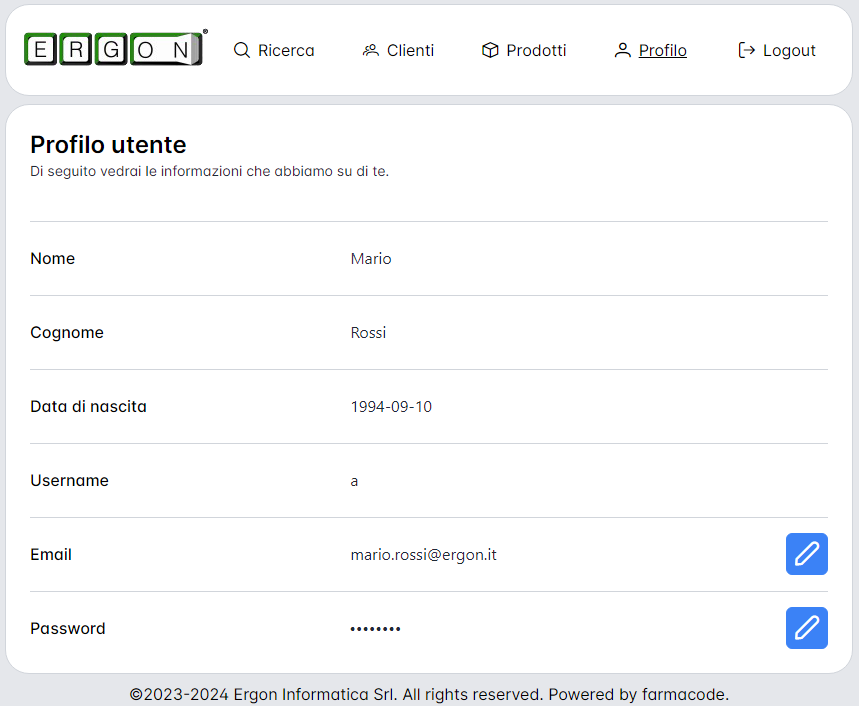 ERGON®
Ricerca
Clienti
Prodotti
Profilo
Logout
Profilo utente
Di seguito vedrai le informazioni che abbiamo su di te.
Nome Mario
Cognome Rossi
Data di nascita 1994-09-10
Username a
Email mario.rossi@ergon.it
Password ••••••••
©2023-2024 Ergon Informatica Srl. All rights reserved. Powered by farmacode.